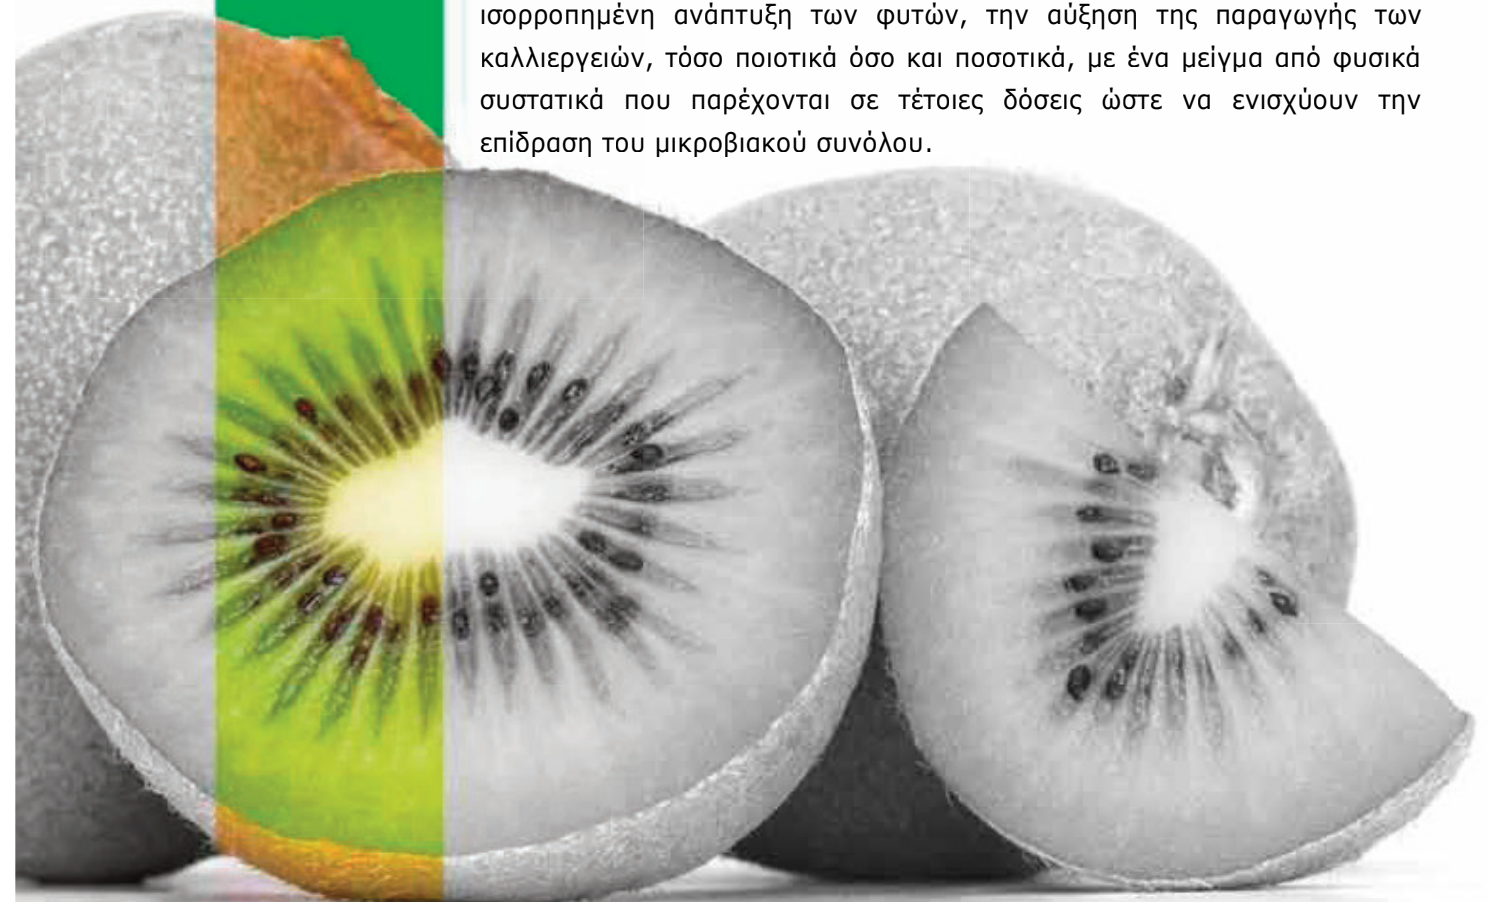 ισορροπημένη ανάπτυξη των φυτών, την αύξηση της παραγωγής των
καλλιεργειών, τόσο ποιοτικά όσο και ποσοτικά, με ένα μείγμα από φυσικά
συστατικά που παρέχονται σε τέτοιες δόσεις ώστε να ενισχύουν την
επίδραση του μικροβιακού συνόλου.